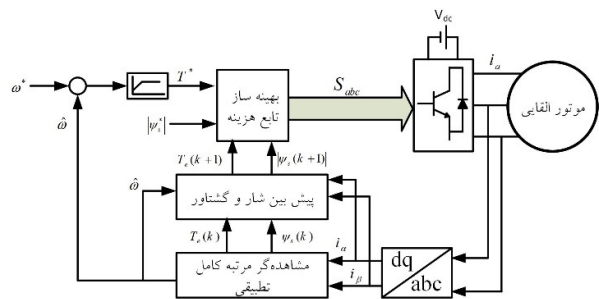 V_dc
ω*
T*
بهینه ساز
تابع هزینه
S_abc
i_a
موتور القایی
ω̂
|ψ_s*|
T_e(k+1)
|ψ_s(k+1)|
ω̂
پیش بین شار و گشتاور
T_e(k)
ψ_s(k)
i_α
i_β
مشاهده‌گر مرتبه کامل
تطبیقی
dq
abc